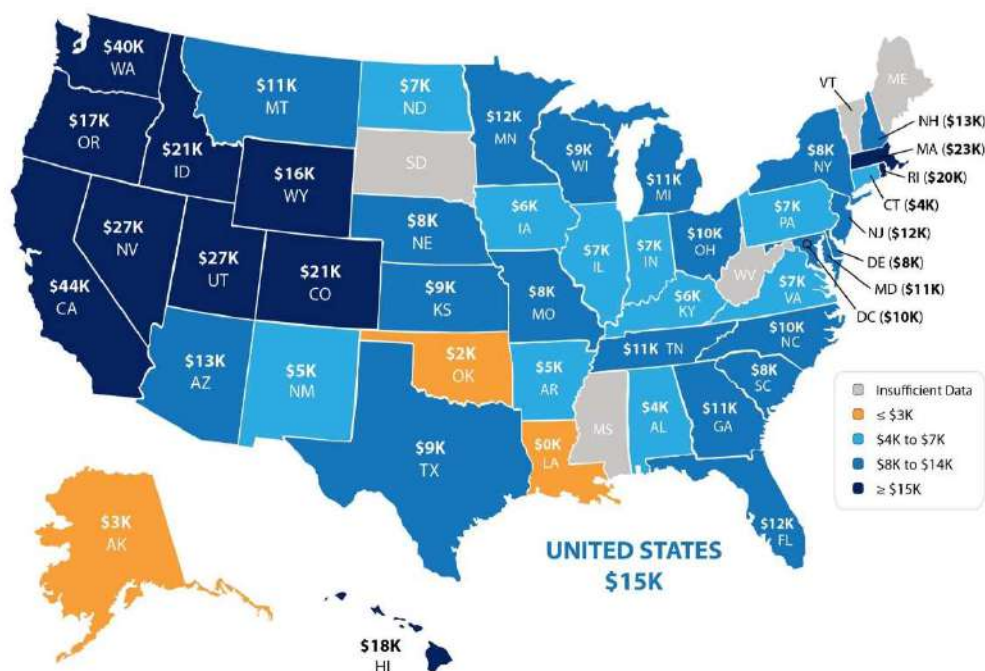 $40K
WA
$11K
MT
$7K
ND
$12K
MN
VT
ME
$17K
OR
$21K
ID
$16K
WY
SD
$9K
WI
$11K
MI
$8K
NY
NH ($13K)
MA ($23K)
RI ($20K)
CT ($4K)
NJ ($12K)
DE ($8K)
MD ($11K)
DC ($10K)
$27K
NV
$27K
UT
$21K
CO
$8K
NE
$6K
IA
$7K
IL
$7K
IN
$10K
OH
$7K
PA
WV
$7K
VA
$44K
CA
$9K
KS
$8K
MO
$6K
KY
$10K
NC
$11K TN
$8K
SC
$13K
AZ
$5K
NM
$2K
OK
$5K
AR
MS
$4K
AL
$11K
GA
$9K
TX
$0K
LA
$12K
FL
Insufficient Data
≤ $3K
$4K to $7K
$8K to $14K
≥ $15K
$3K
AK
$18K
HI
UNITED STATES
$15K